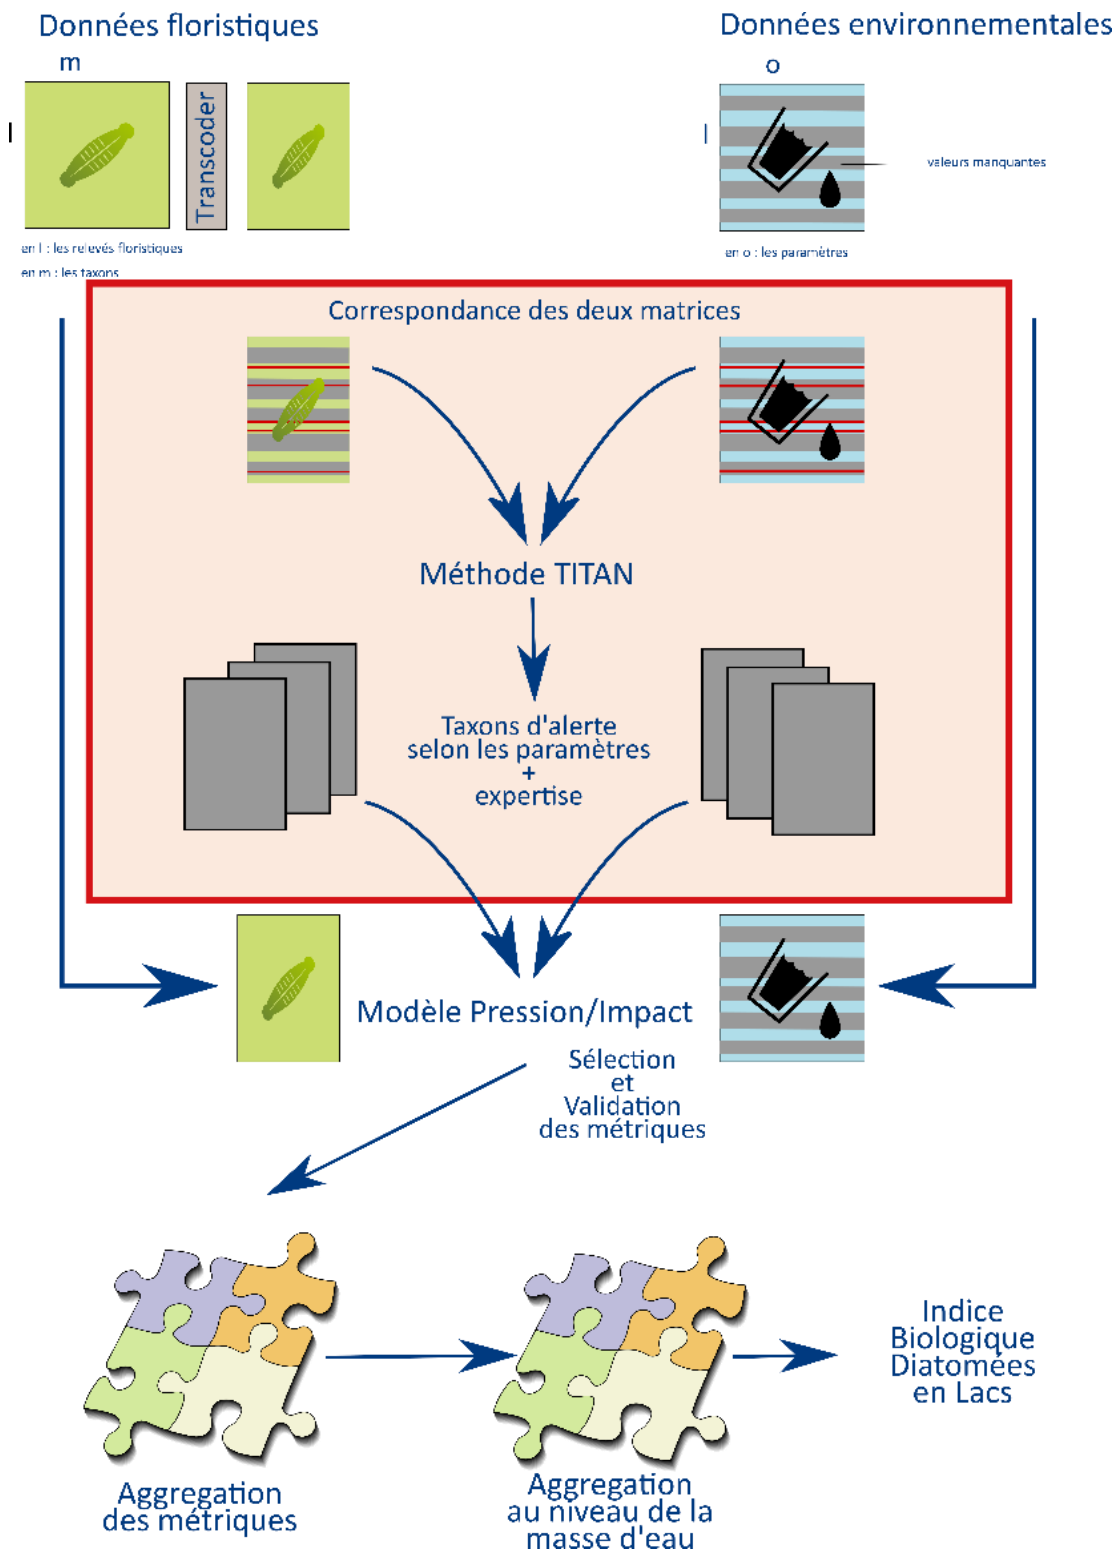 Données floristiques
Données environnementales
m
o
l
Transcoder
l
valeurs manquantes
en l : les relevés floristiques
en m : les taxons
en o : les paramètres
Correspondance des deux matrices
Méthode TITAN
Taxons d'alerte
selon les paramètres
+
expertise
Modèle Pression/Impact
Sélection
et
Validation
des métriques
Indice
Biologique
Diatomées
en Lacs
Aggregation
des métriques
Aggregation
au niveau de la
masse d'eau